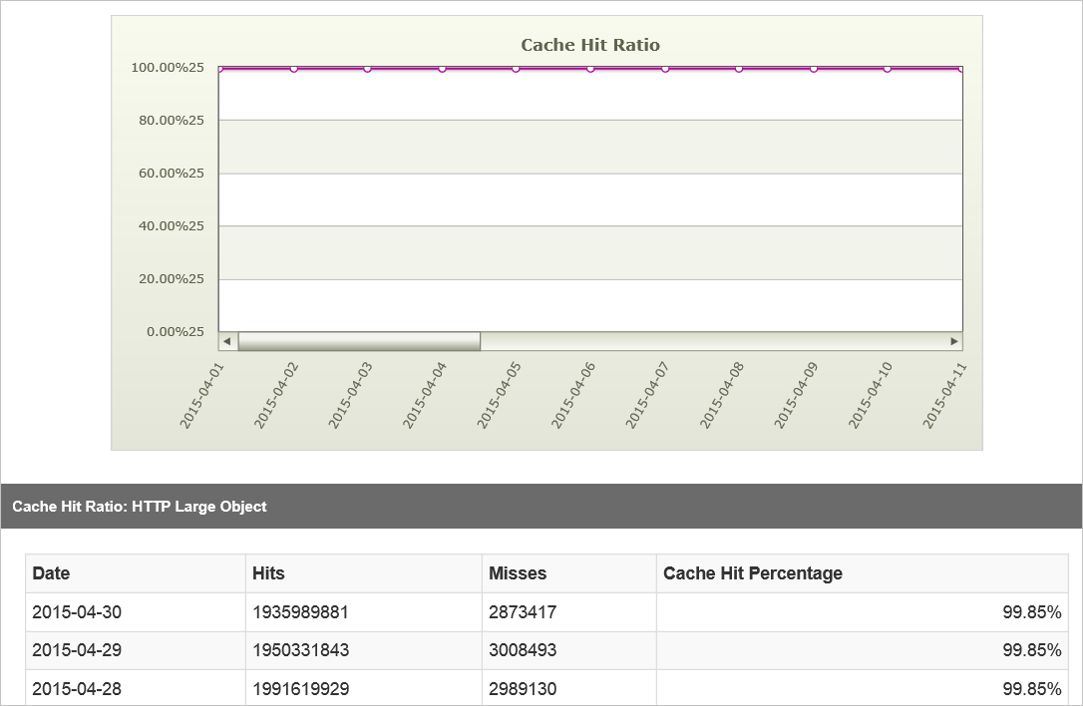 Cache Hit Ratio
100.00%25
80.00%25
60.00%25
40.00%25
20.00%25
0.00%25
2015-04-01 2015-04-02 2015-04-03 2015-04-04 2015-04-05 2015-04-06 2015-04-07 2015-04-08 2015-04-09 2015-04-10 2015-04-11
Cache Hit Ratio: HTTP Large Object
Date Hits Misses Cache Hit Percentage
2015-04-30 1935989881 2873417 99.85%
2015-04-29 1950331843 3008493 99.85%
2015-04-28 1991619929 2989130 99.85%